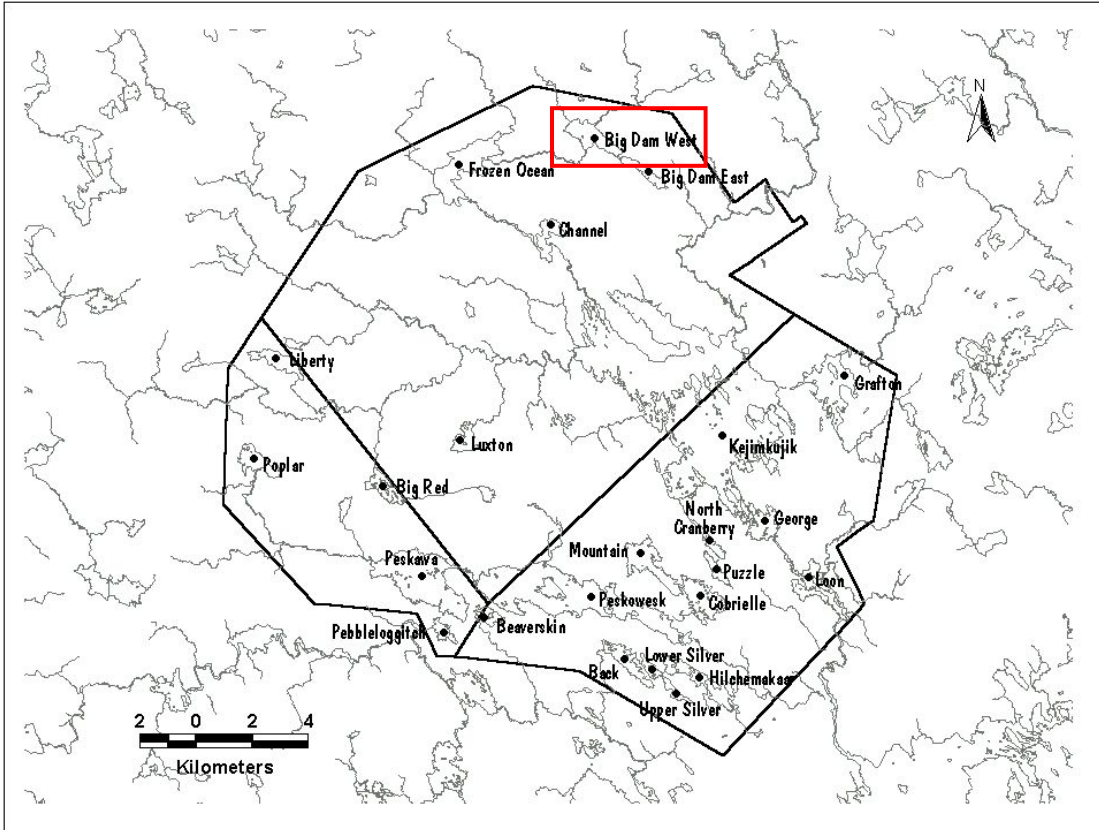 N
Big Dam West
Frozen Ocean
Big Dam East
Channel
Liberty
Grafton
Luxton
Kejimkujik
Poplar
Big Red
North
Cranberry
George
Mountain
Peskawa
Puzzle
Loon
Peskowesk
Cobrielle
Beaverskin
Pebbleloggitch
Lower Silver
Back
Hilchemakaar
Upper Silver
2 0 2 4
Kilometers